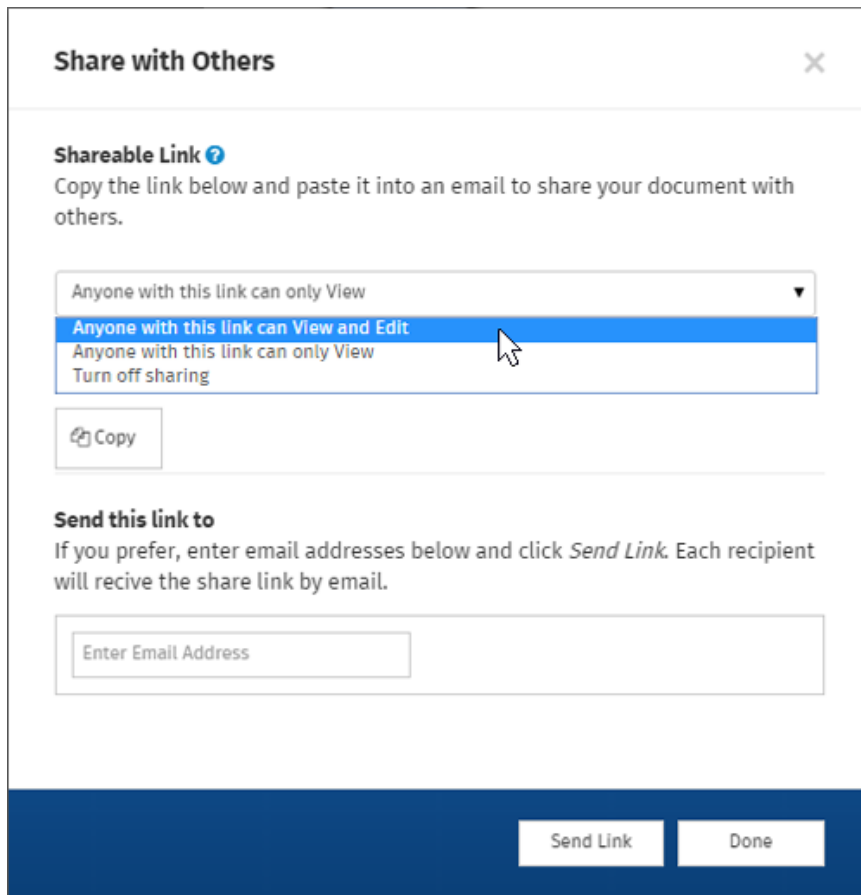 Share with Others
Shareable Link
Copy the link below and paste it into an email to share your document with
others.
Anyone with this link can only View
Anyone with this link can View and Edit
Anyone with this link can only View
Turn off sharing
Copy
Send this link to
If you prefer, enter email addresses below and click Send Link. Each recipient
will recive the share link by email.
Enter Email Address
Send Link
Done